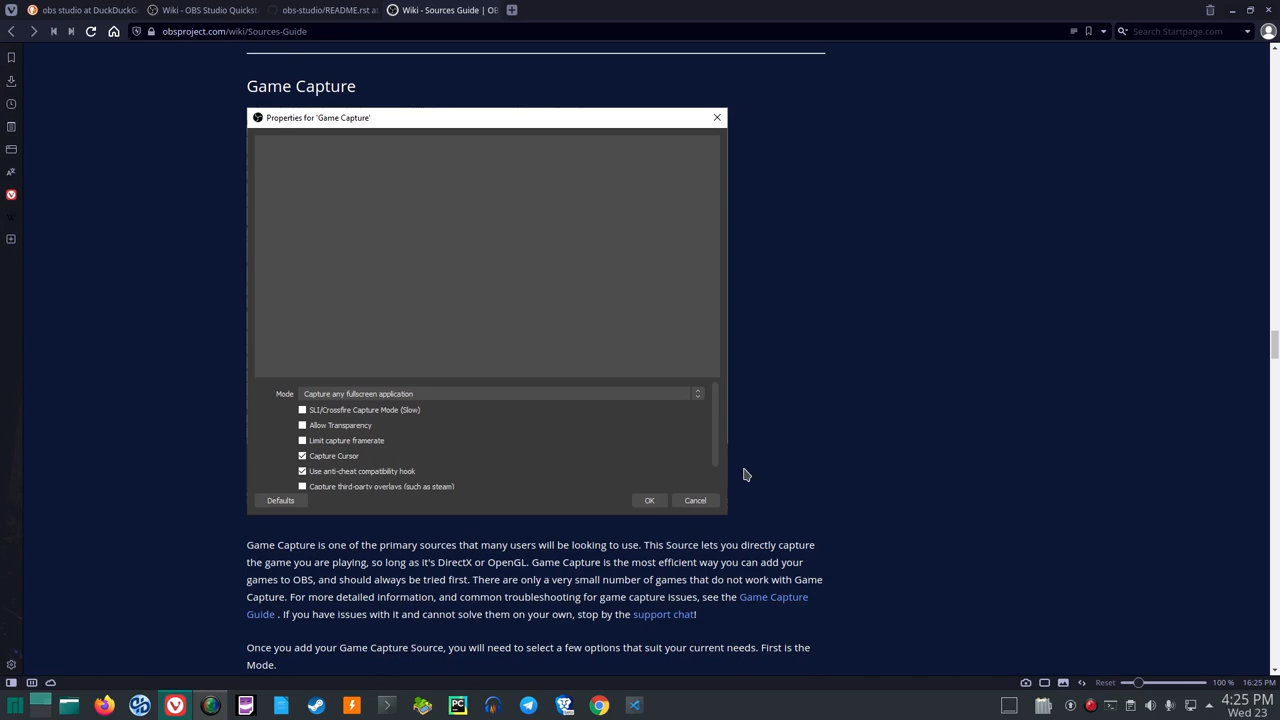 obs studio at DuckDuckG
Wiki - OBS Studio Quickst
obs-studio/README.rst at
Wiki - Sources Guide | OB
obsproject.com/wiki/Sources-Guide
Search Startpage.com
Game Capture
Properties for 'Game Capture'
Mode
Capture any fullscreen application
SLI/Crossfire Capture Mode (Slow)
Allow Transparency
Limit capture framerate
Capture Cursor
Use anti-cheat compatibility hook
Capture third-party overlays (such as steam)
Defaults
OK
Cancel
Game Capture is one of the primary sources that many users will be looking to use. This Source lets you directly capture
the game you are playing, so long as it's DirectX or OpenGL. Game Capture is the most efficient way you can add your
games to OBS, and should always be tried first. There are only a very small number of games that do not work with Game
Capture. For more detailed information, and common troubleshooting for game capture issues, see the Game Capture
Guide . If you have issues with it and cannot solve them on your own, stop by the support chat!
Once you add your Game Capture Source, you will need to select a few options that suit your current needs. First is the
Mode.
Reset
100 %
16:25 PM
4:25 PM
Wed 23